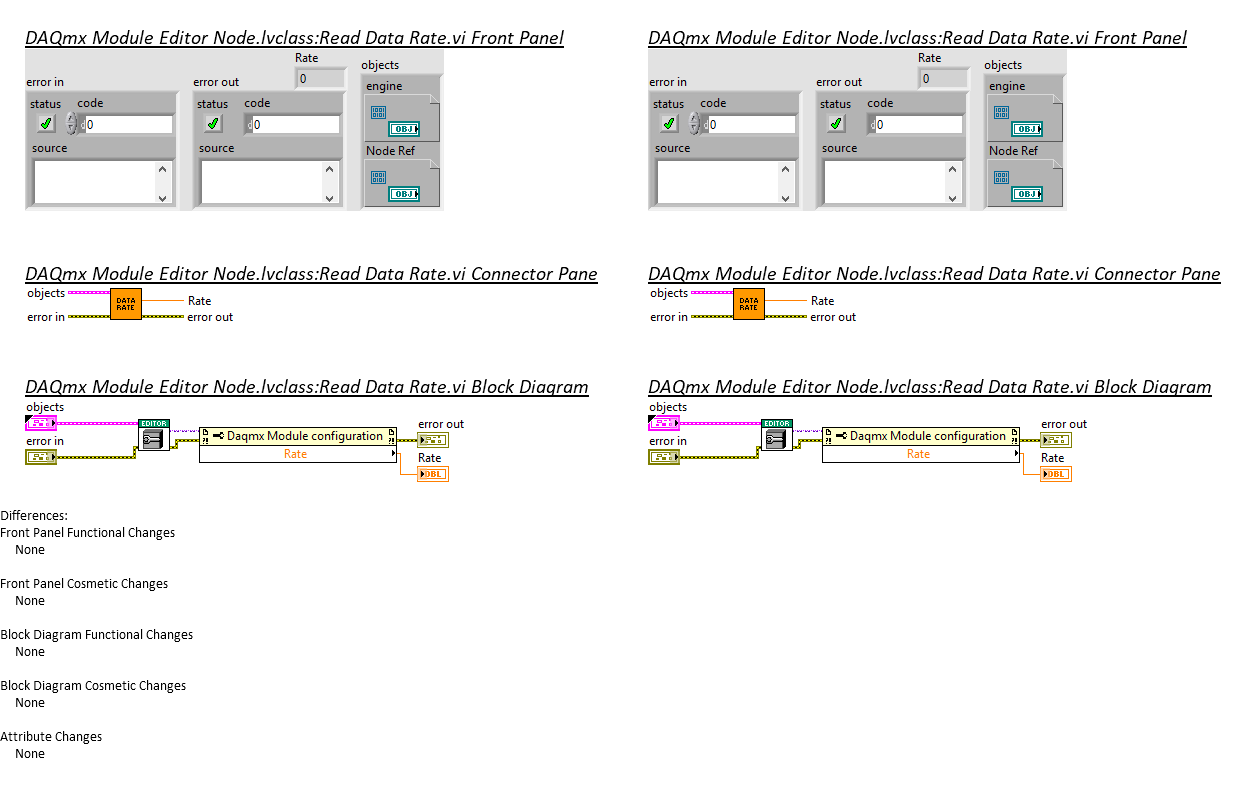 DAQmx Module Editor Node.lvclass:Read Data Rate.vi Front Panel
Rate
error in
error out
objects
0
engine
status code
status code
0
0
OBJ
source
source
Node Ref
OBJ
DAQmx Module Editor Node.lvclass:Read Data Rate.vi Front Panel
Rate
error in
error out
objects
0
engine
status code
status code
0
0
OBJ
source
source
Node Ref
OBJ
DAQmx Module Editor Node.lvclass:Read Data Rate.vi Connector Pane
objects
DATA
RATE
Rate
error in
error out
DAQmx Module Editor Node.lvclass:Read Data Rate.vi Connector Pane
objects
DATA
RATE
Rate
error in
error out
DAQmx Module Editor Node.lvclass:Read Data Rate.vi Block Diagram
objects
EDITOR
error out
error in
Daqmx Module configuration
Rate
Rate
DBL
DAQmx Module Editor Node.lvclass:Read Data Rate.vi Block Diagram
objects
EDITOR
error out
error in
Daqmx Module configuration
Rate
Rate
DBL
Differences:
Front Panel Functional Changes
None
Front Panel Cosmetic Changes
None
Block Diagram Functional Changes
None
Block Diagram Cosmetic Changes
None
Attribute Changes
None